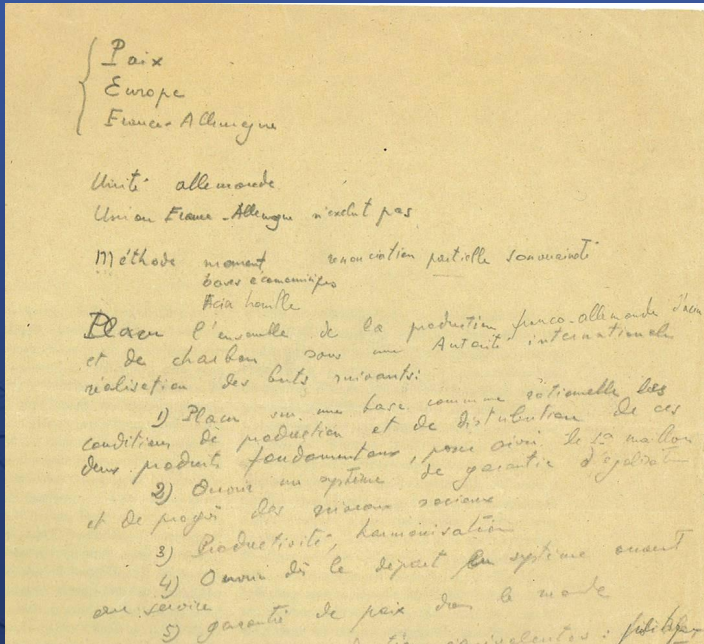 Paix
Europe
France-Allemagne
Unité allemande
Union France-Allemagne n'exclut pas
Méthode moment renonciation partielle souveraineté
bases économiques
Acier houille
Placer l'ensemble de la production franco-allemande d'acier
et de charbon sous une Autorité internationale
réalisation des buts suivants:
1) Placer sur une base commune rationnelle les
conditions de production et de distribution de ces
deux produits fondamentaux, le 1er maillon
2) Ouvrir un système de garantie d'égalisation
et de progrès des niveaux sociaux
3) Productivité, harmonisation
4) Ouvrir dès le départ système ouvert
au service
5) garantie de paix dans le monde